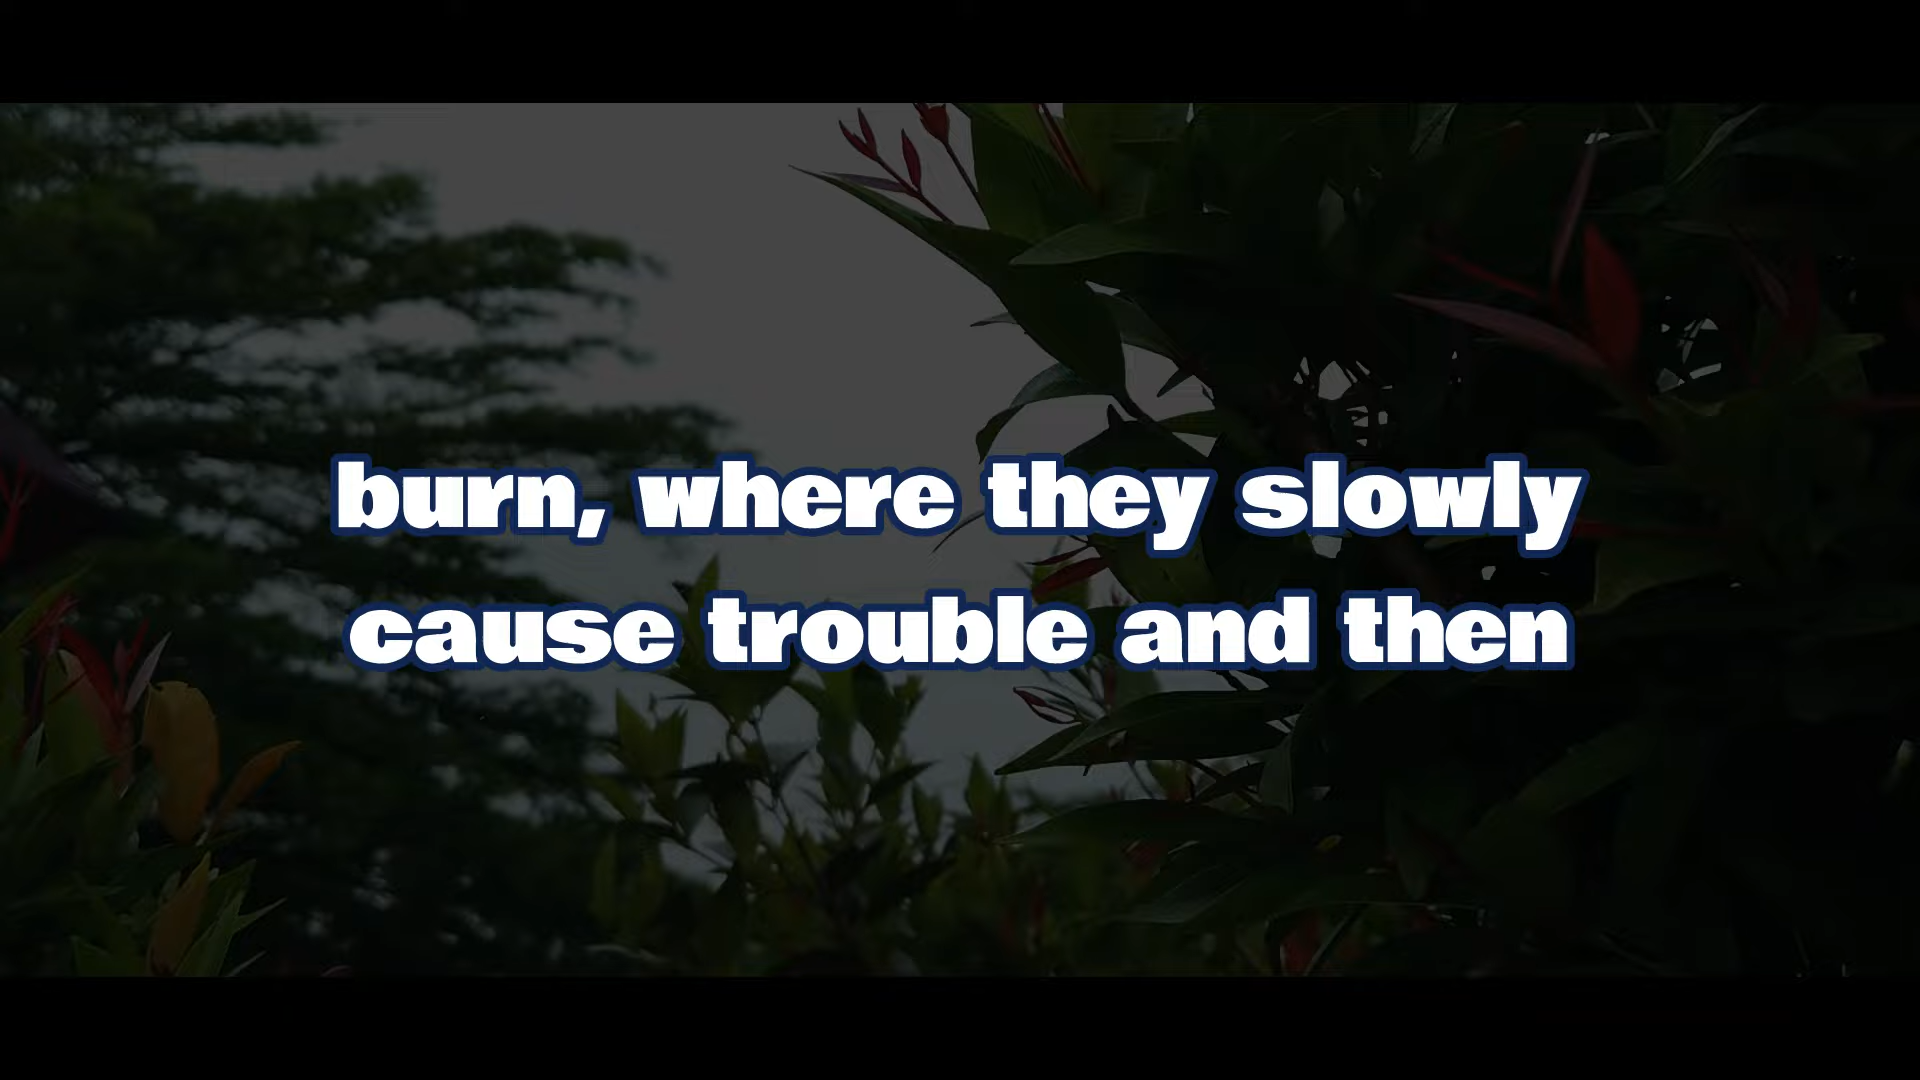 burn, where they slowly
cause trouble and then